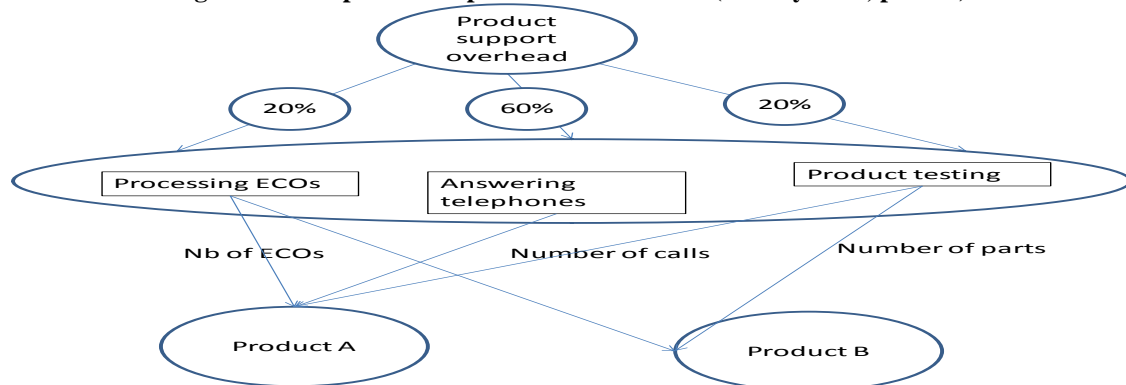 Product
support
overhead
20%
60%
20%
Processing ECOs
Answering
telephones
Product testing
Nb of ECOs
Number of calls
Number of parts
Product A
Product B